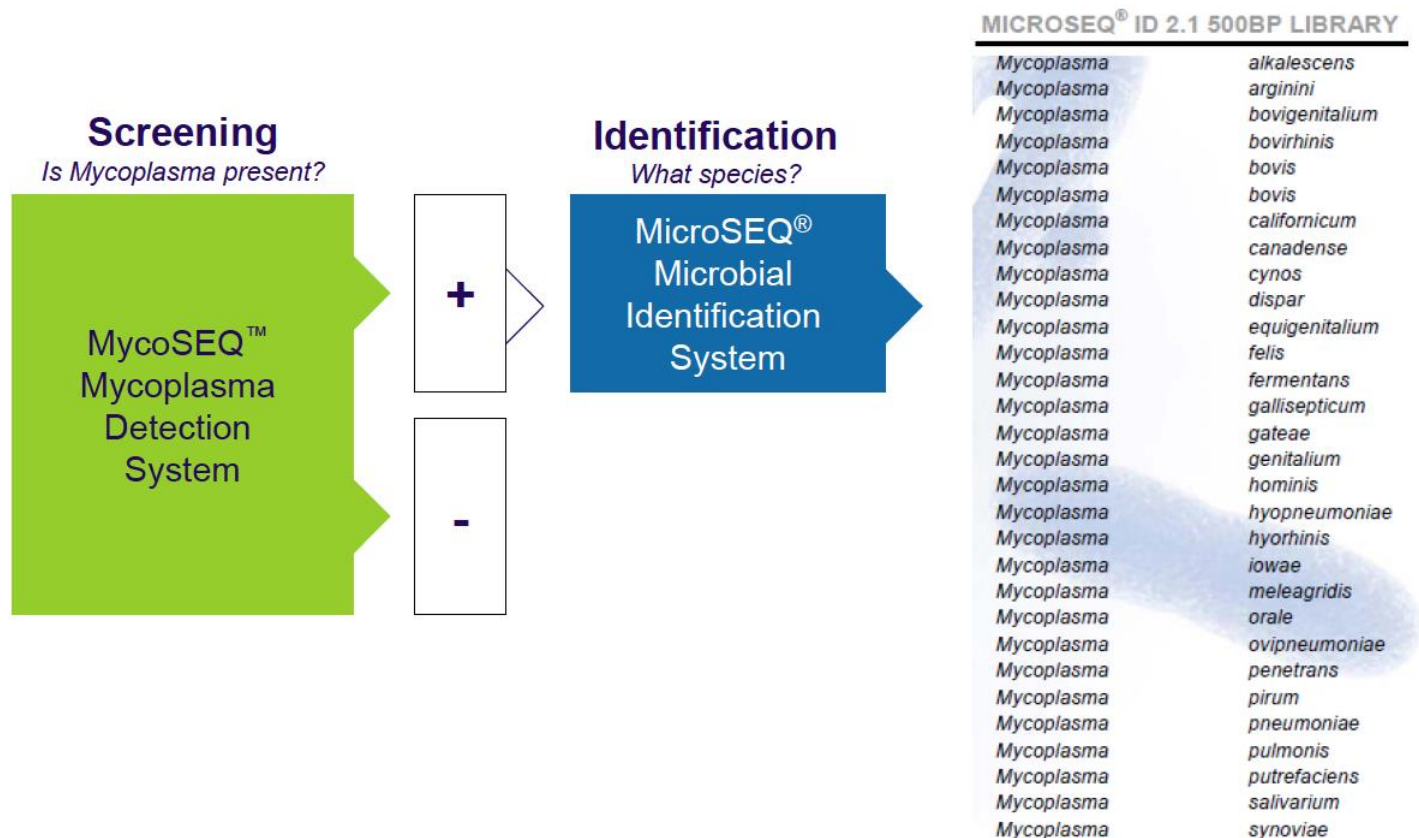 Screening
Is Mycoplasma present?
MycoSEQ™
Mycoplasma
Detection
System
+
-
Identification
What species?
MicroSEQ®
Microbial
Identification
System
MICROSEQ® ID 2.1 500BP LIBRARY
Mycoplasma alkalescens
Mycoplasma arginini
Mycoplasma bovigenitalium
Mycoplasma bovirhinis
Mycoplasma bovis
Mycoplasma bovis
Mycoplasma californicum
Mycoplasma canadense
Mycoplasma cynos
Mycoplasma dispar
Mycoplasma equigenitalium
Mycoplasma felis
Mycoplasma fermentans
Mycoplasma gallisepticum
Mycoplasma gateae
Mycoplasma genitalium
Mycoplasma hominis
Mycoplasma hyopneumoniae
Mycoplasma hyorhinis
Mycoplasma iowae
Mycoplasma meleagridis
Mycoplasma orale
Mycoplasma ovipneumoniae
Mycoplasma penetrans
Mycoplasma pirum
Mycoplasma pneumoniae
Mycoplasma pulmonis
Mycoplasma putrefaciens
Mycoplasma salivarium
Mycoplasma synoviae